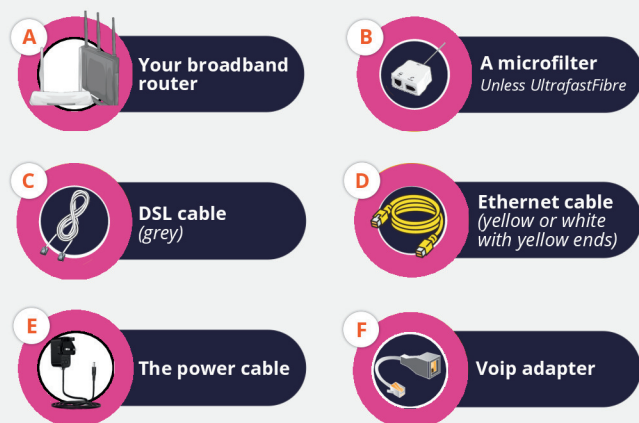 A
Your broadband
router
B
A microfilter
Unless UltrafastFibre
C
DSL cable
(grey)
D
Ethernet cable
(yellow or white
with yellow ends)
E
The power cable
F
Voip adapter